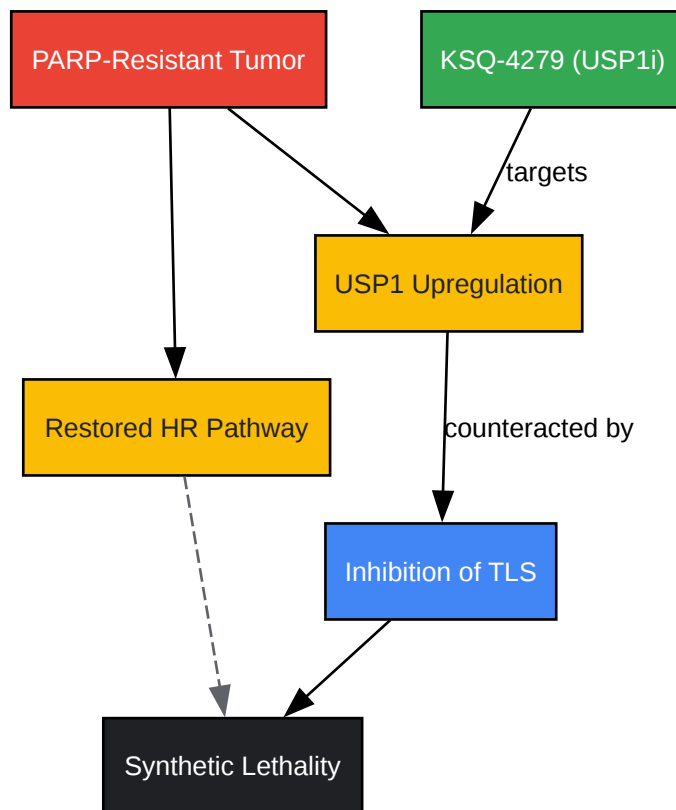 PARP-Resistant Tumor
KSQ-4279 (USP1i)
targets
USP1 Upregulation
Restored HR Pathway
counteracted by
Inhibition of TLS
Synthetic Lethality